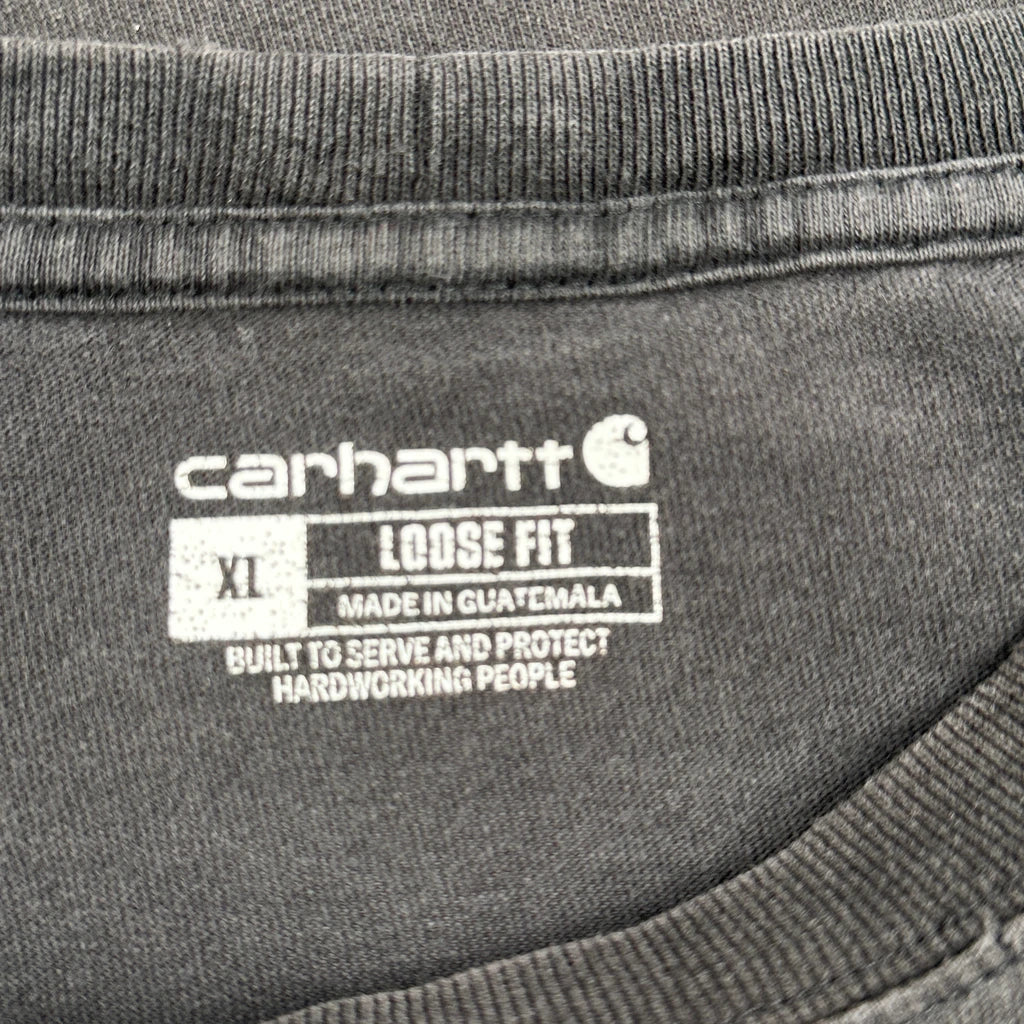 carhartt
XL
LOOSE FIT
MADE IN GUATEMALA
BUILT TO SERVE AND PROTECT
HARDWORKING PEOPLE